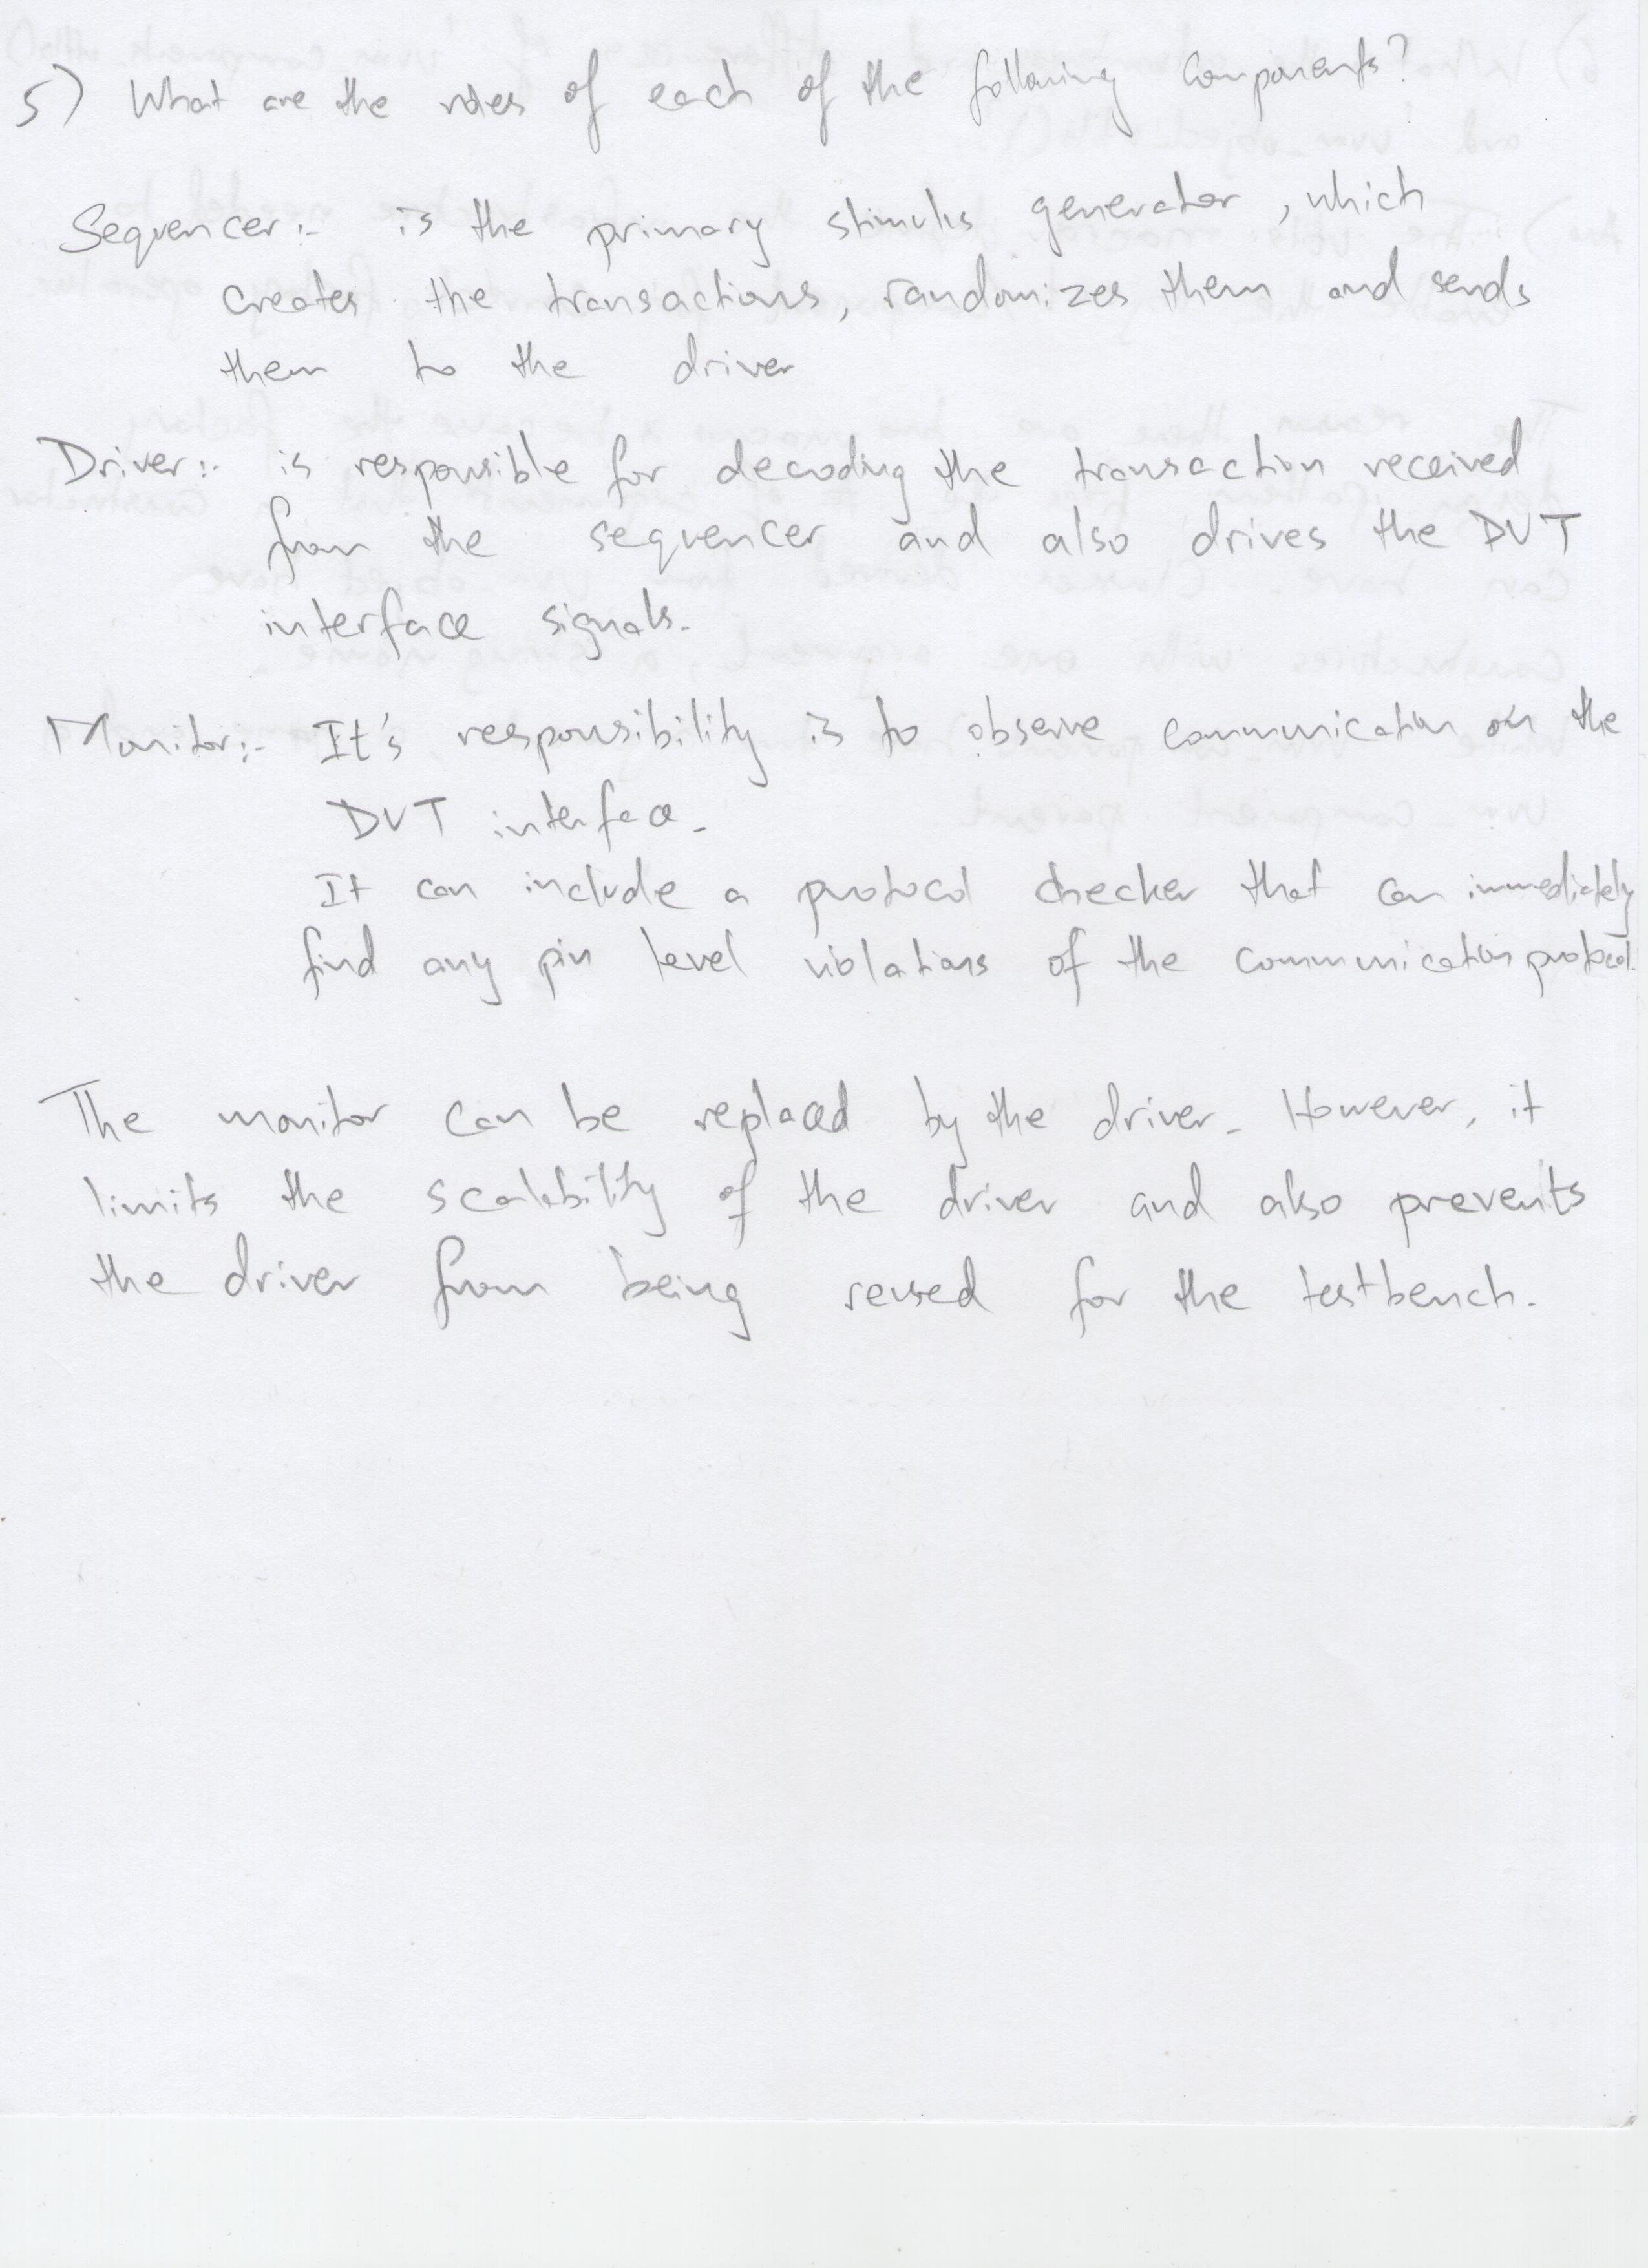 5) What are the roles of each of the following components?
Sequencer:- is the primary stimulus generator, which
creates the transactions, randomizes them and sends
them to the driver
Driver:- is responsible for decoding the transaction received
from the sequencer and also drives the DUT
interface signals.
Monitor:- It's responsibility is to observe communication on the
DUT interface.
It can include a protocol checker that can immediately
find any pin level violations of the communication protocol.
The monitor can be replaced by the driver. However, it
limits the scalability of the driver and also prevents
the driver from being reused for the testbench.